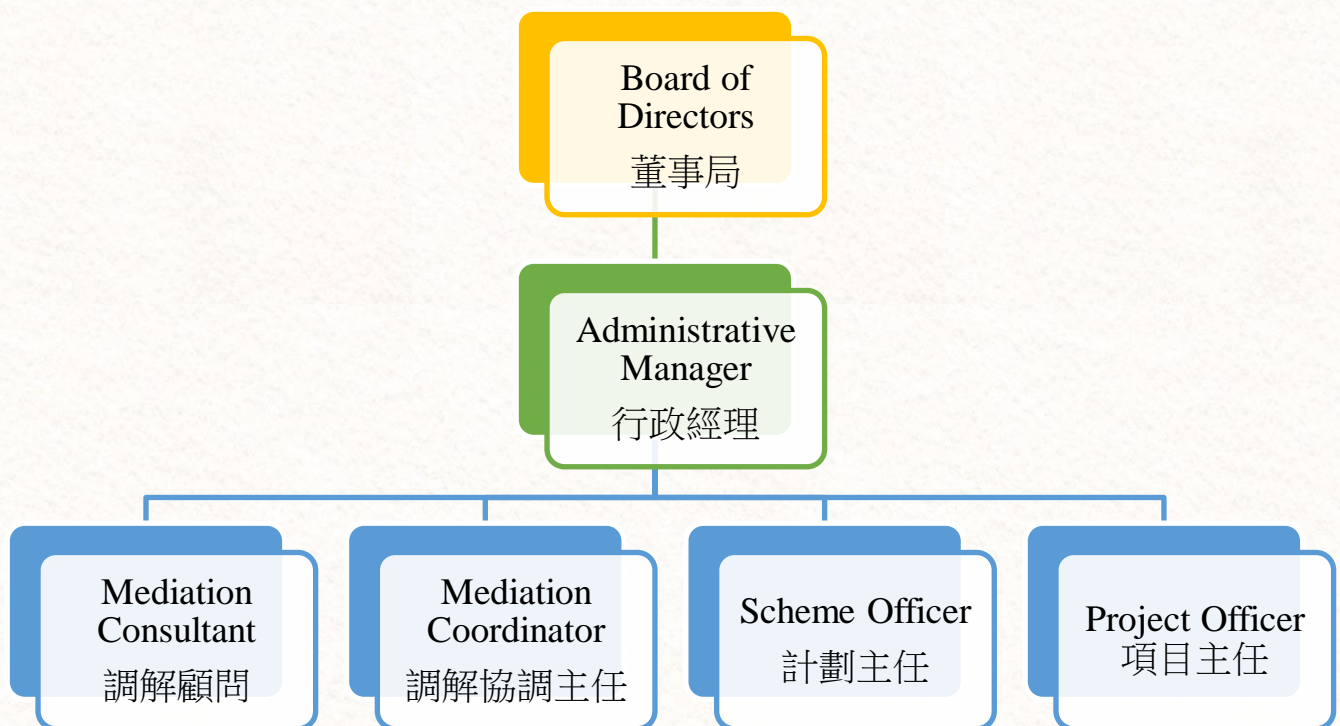 Board of
Directors
董事局
Administrative
Manager
行政經理
Mediation
Consultant
調解顧問
Mediation
Coordinator
調解協調主任
Scheme Officer
計劃主任
Project Officer
項目主任